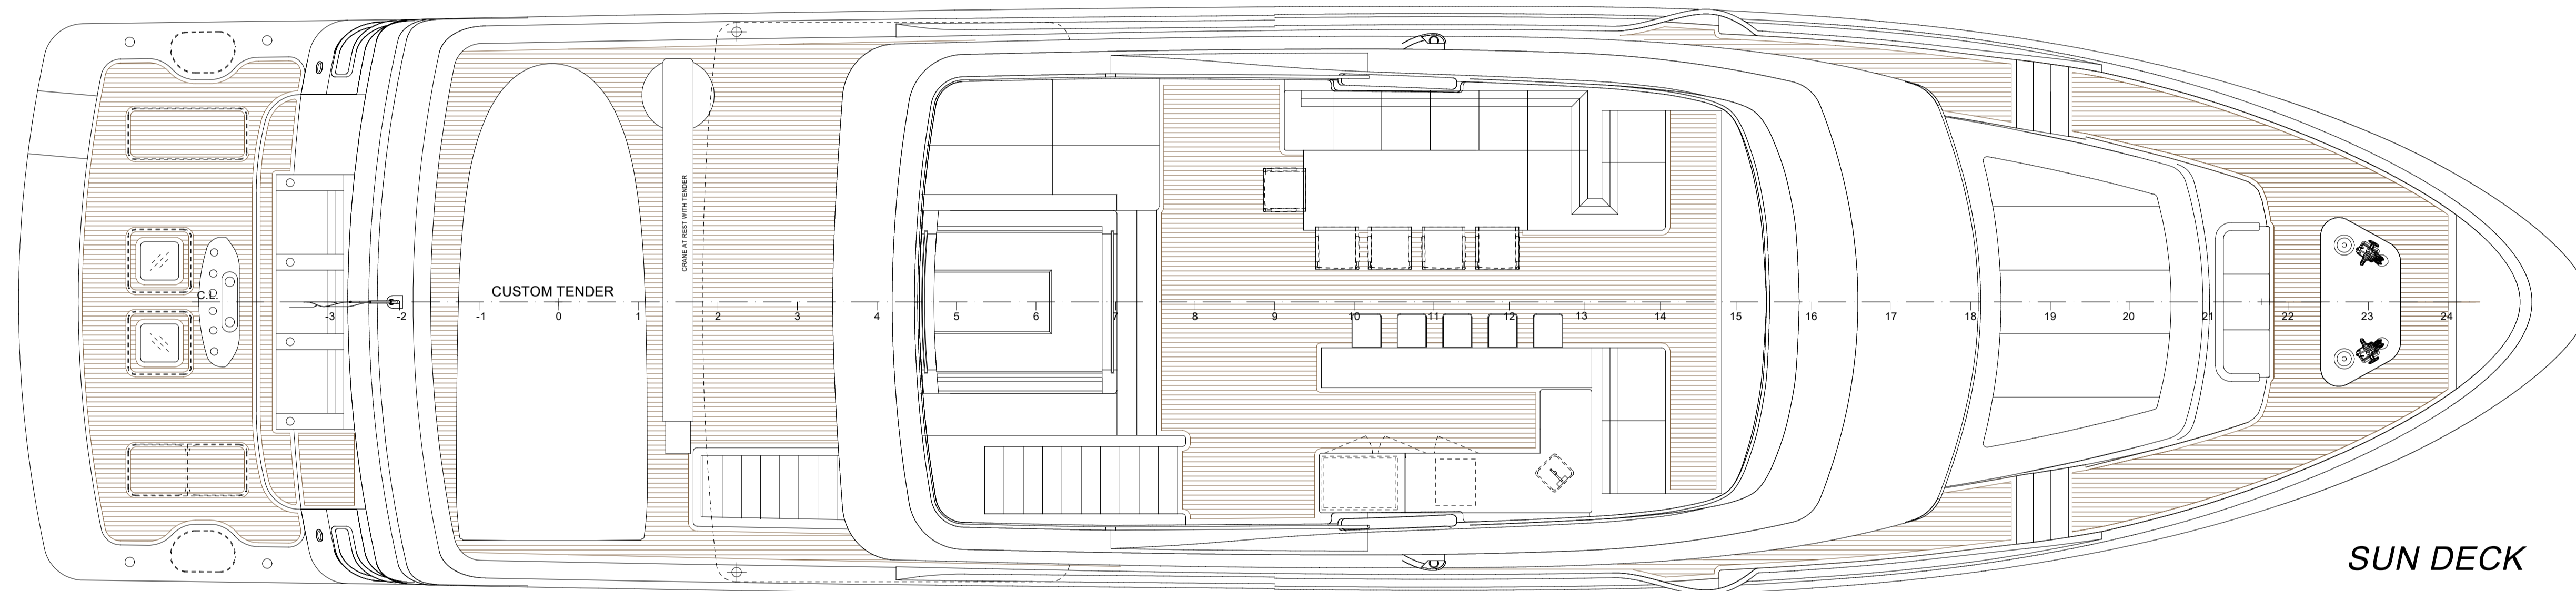 CRANE AT REST WITH TENDER
C.L.
CUSTOM TENDER
-3 -2 -1 0 1 2 3 4 5 6 7 8 9 10 11 12 13 14 15 16 17 18 19 20 21 22 23 24
SUN DECK